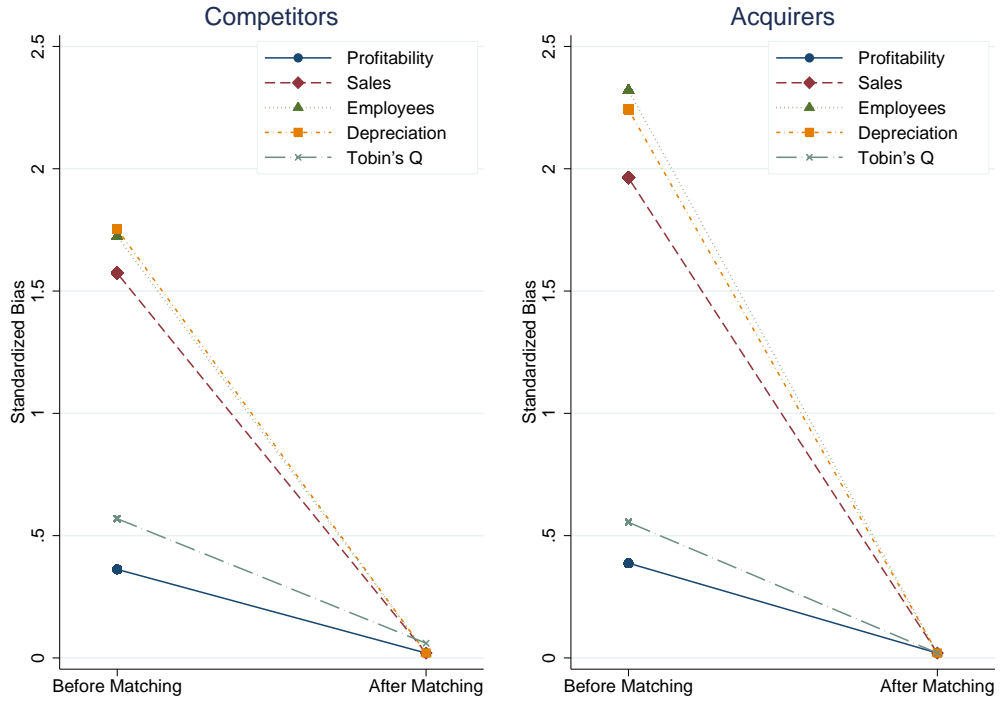 Competitors
Profitability
Sales
Employees
Depreciation
Tobin's Q
Standardized Bias
2.5
2
1.5
1
.5
0
Before Matching
After Matching
Acquirers
Profitability
Sales
Employees
Depreciation
Tobin's Q
Standardized Bias
2.5
2
1.5
1
.5
0
Before Matching
After Matching